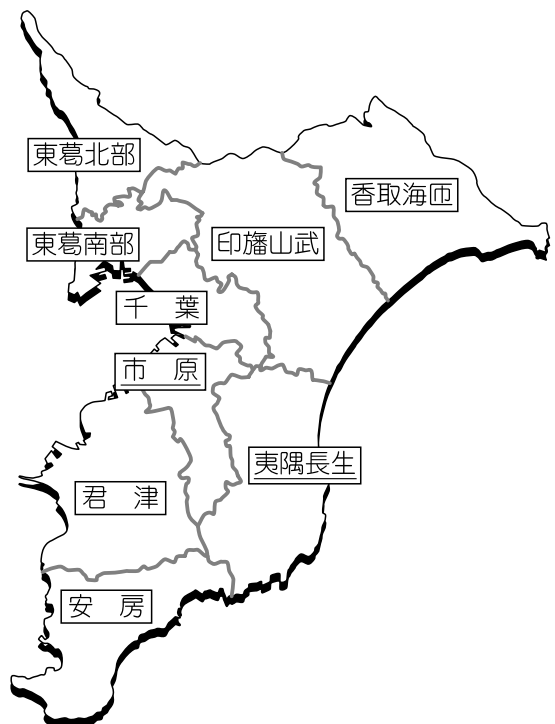 東葛北部
香取海匝
東葛南部
印旛山武
千　葉
市　原
夷隅長生
君　津
安　房